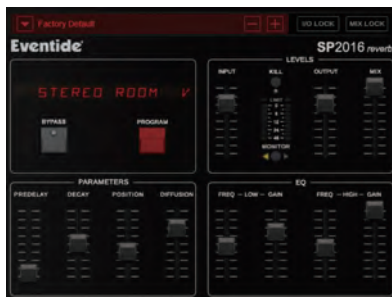 Factory Default
I/O LOCK MIX LOCK
Eventide®
SP2016 reverb
LEVELS
INPUT KILL OUTPUT MIX
STEREO ROOM V
LIMIT
BYPASS PROGRAM
MONITOR
PARAMETERS
PREDELAY DECAY POSITION DIFFUSION
EQ
FREQ LOW GAIN FREQ HIGH GAIN